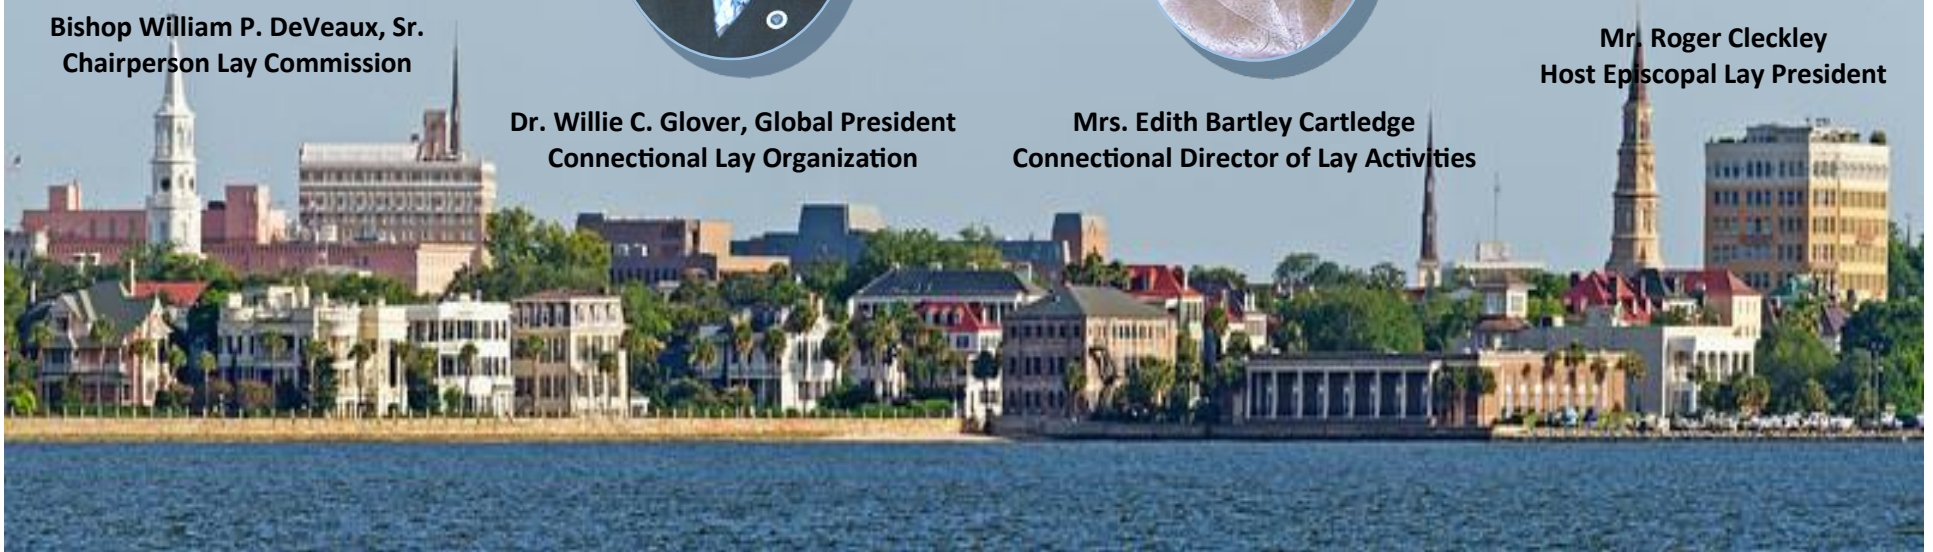 Bishop William P. DeVeaux, Sr.
Chairperson Lay Commission
Dr. Willie C. Glover, Global President
Connectional Lay Organization
Mrs. Edith Bartley Cartledge
Connectional Director of Lay Activities
Mr. Roger Cleckley
Host Episcopal Lay President